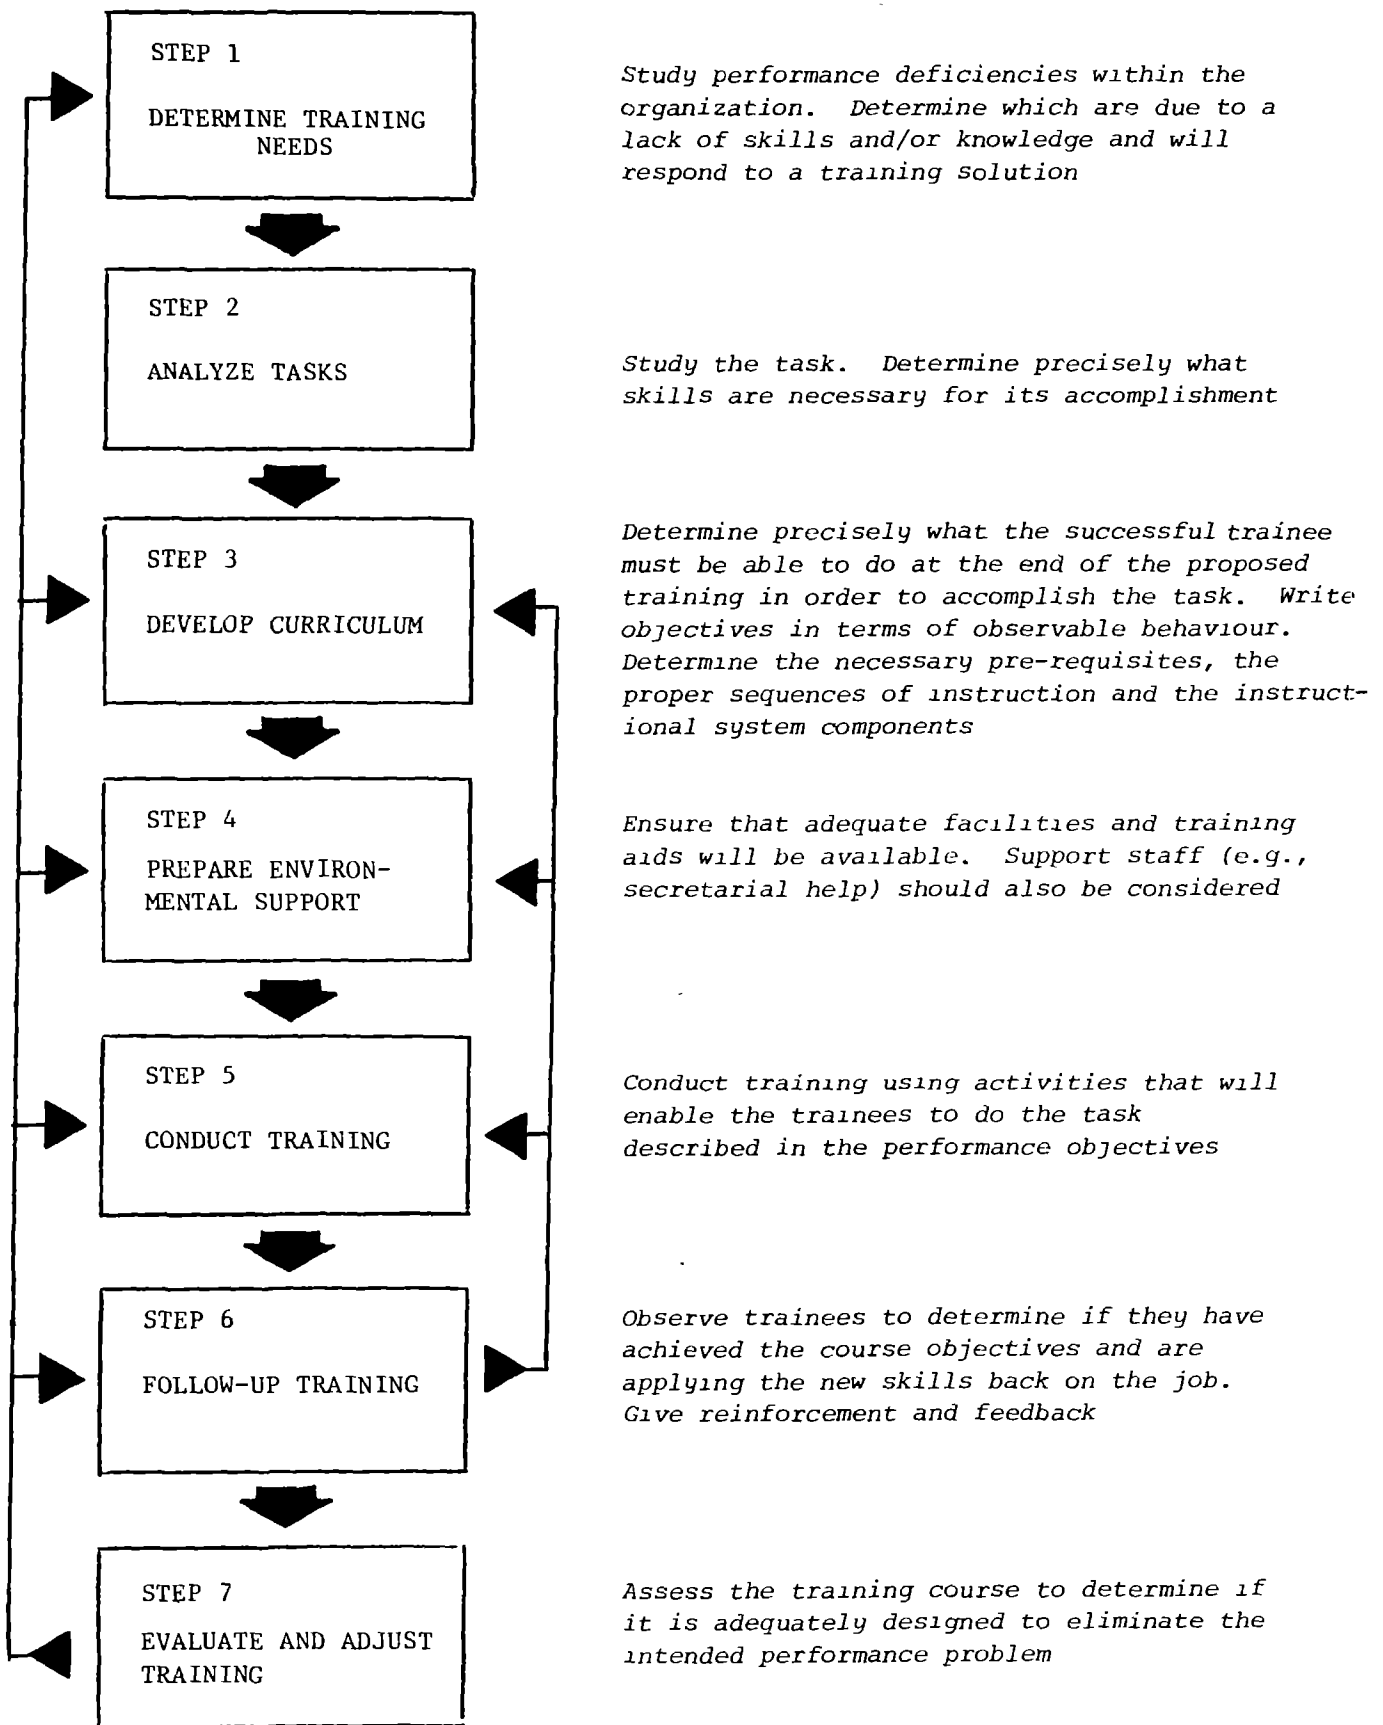 STEP 1
DETERMINE TRAINING
NEEDS
Study performance deficiencies within the
organization. Determine which are due to a
lack of skills and/or knowledge and will
respond to a training solution
STEP 2
ANALYZE TASKS
Study the task. Determine precisely what
skills are necessary for its accomplishment
STEP 3
DEVELOP CURRICULUM
Determine precisely what the successful trainee
must be able to do at the end of the proposed
training in order to accomplish the task. Write
objectives in terms of observable behaviour.
Determine the necessary pre-requisites, the
proper sequences of instruction and the instruct-
ional system components
STEP 4
PREPARE ENVIRON-
MENTAL SUPPORT
Ensure that adequate facilities and training
aids will be available. Support staff (e.g.,
secretarial help) should also be considered
STEP 5
CONDUCT TRAINING
Conduct training using activities that will
enable the trainees to do the task
described in the performance objectives
STEP 6
FOLLOW-UP TRAINING
Observe trainees to determine if they have
achieved the course objectives and are
applying the new skills back on the job.
Give reinforcement and feedback
STEP 7
EVALUATE AND ADJUST
TRAINING
Assess the training course to determine if
it is adequately designed to eliminate the
intended performance problem